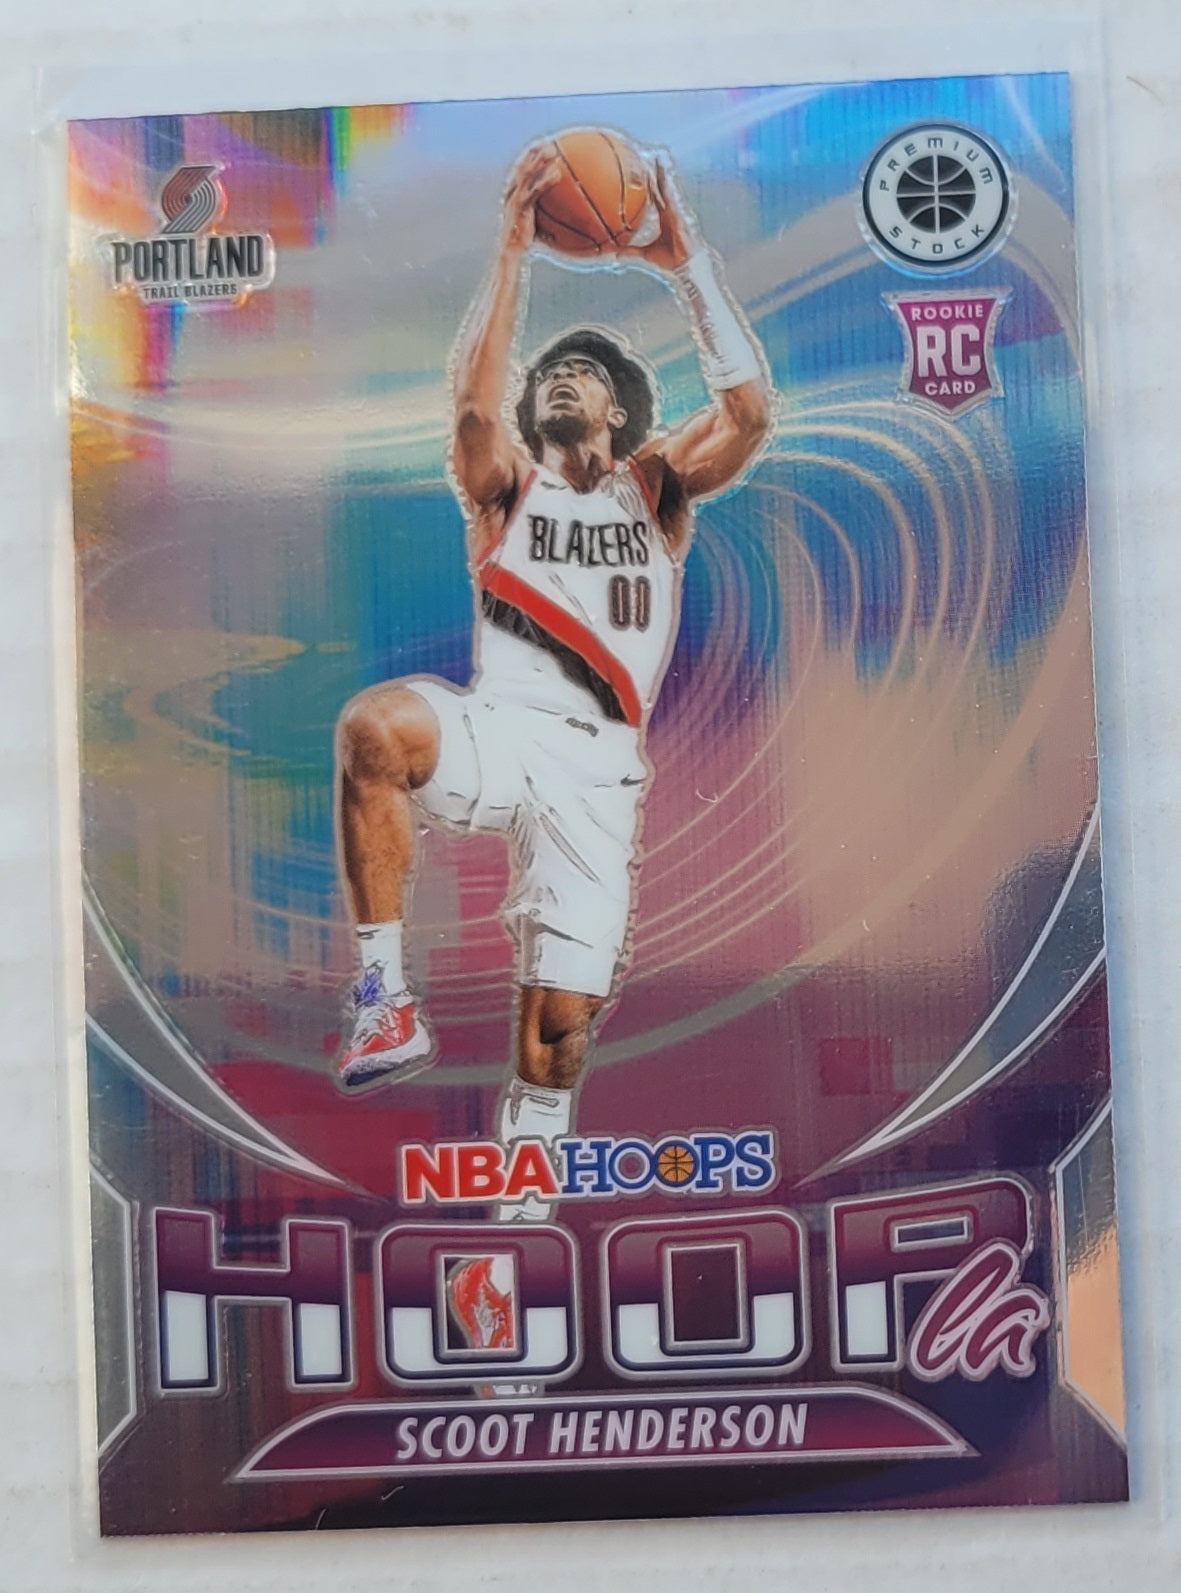 PREMIUM
STOCK
PORTLAND
TRAIL BLAZERS
ROOKIE
RC
CARD
BLAZERS
00
NBA HOOPS
HOOP
la
SCOOT HENDERSON